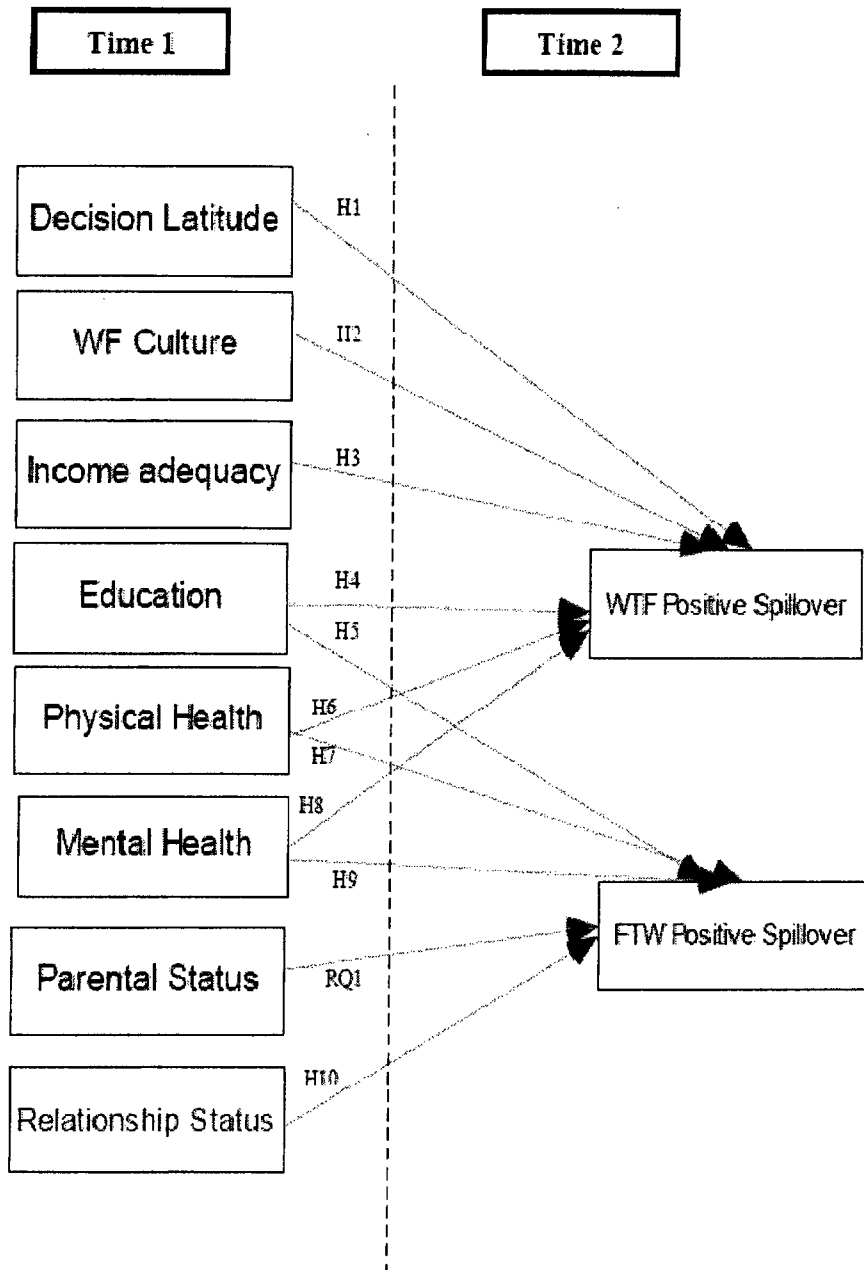 Time 1
Time 2
Decision Latitude
H1
WF Culture
H2
Income adequacy
H3
WTF Positive Spillover
Education
H4
H5
Physical Health
H6
H7
Mental Health
H8
H9
FTW Positive Spillover
Parental Status
RQ1
Relationship Status
H10